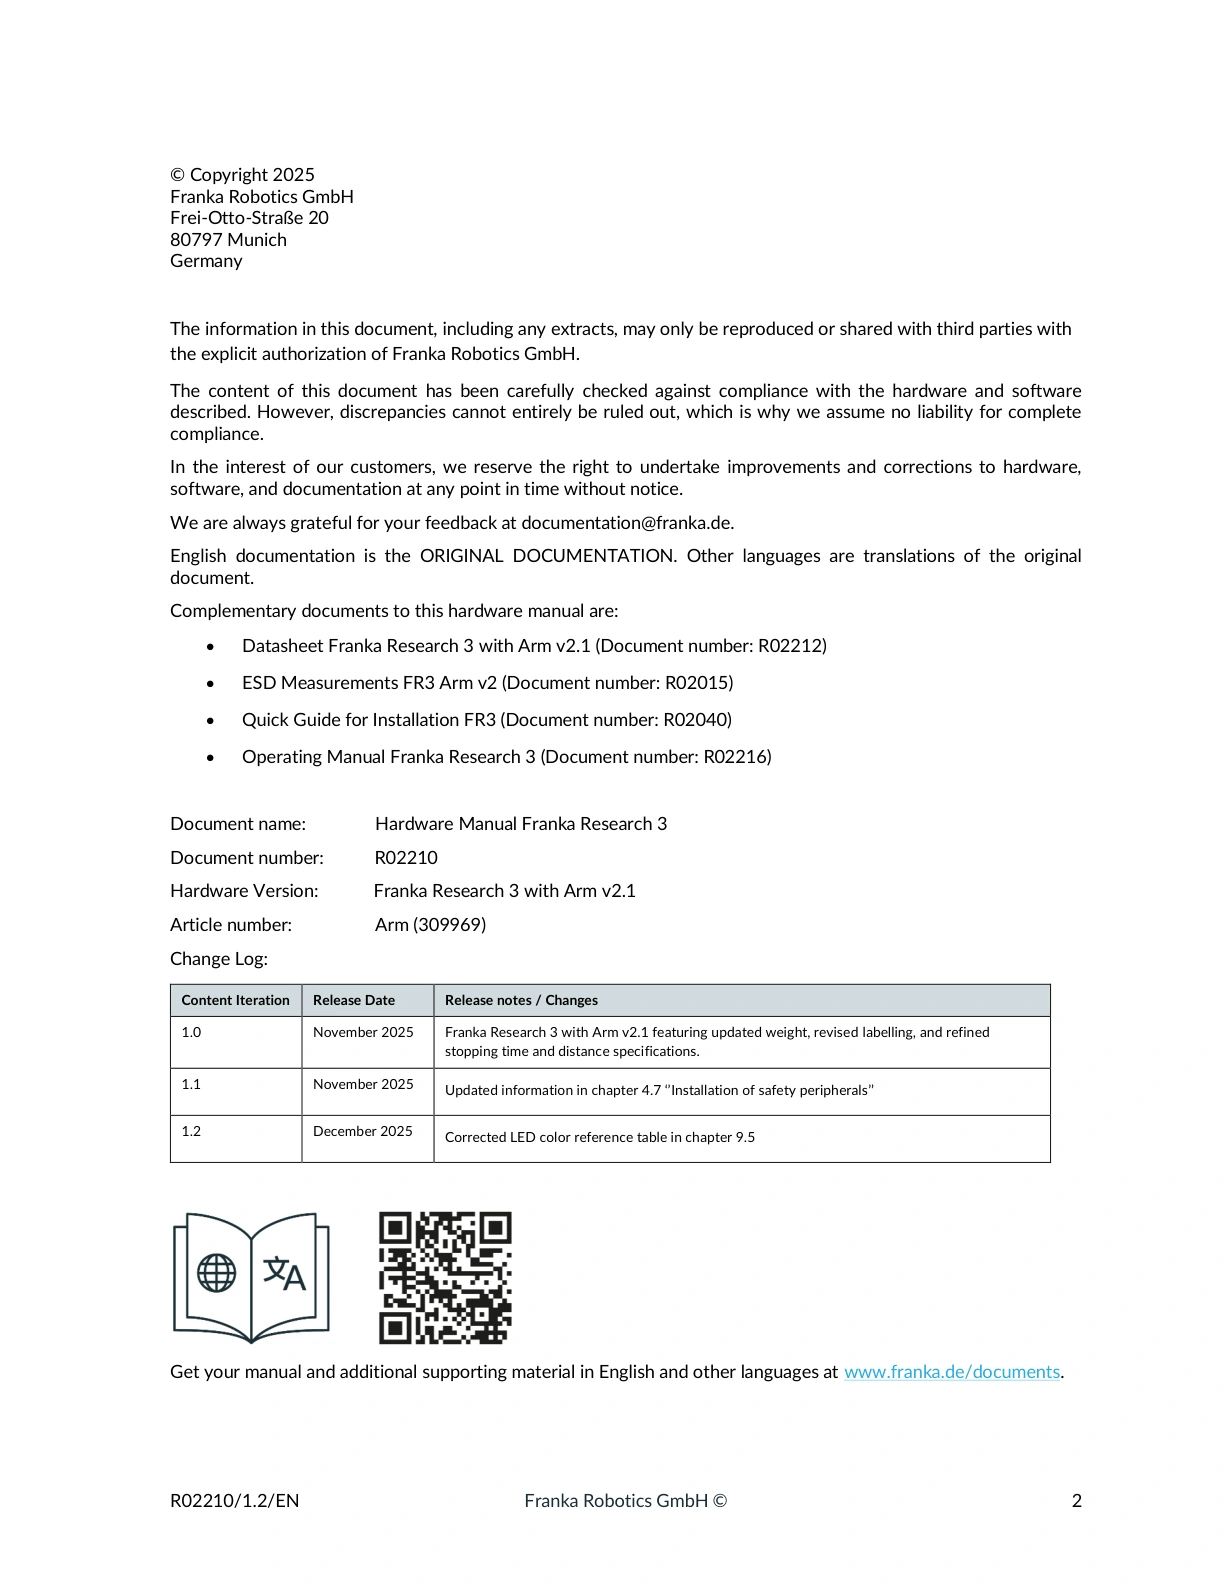 © Copyright 2025
Franka Robotics GmbH
Frei-Otto-Straße 20
80797 Munich
Germany
The information in this document, including any extracts, may only be reproduced or shared with third parties with
the explicit authorization of Franka Robotics GmbH.
The content of this document has been carefully checked against compliance with the hardware and software
described. However, discrepancies cannot entirely be ruled out, which is why we assume no liability for complete
compliance.
In the interest of our customers, we reserve the right to undertake improvements and corrections to hardware,
software, and documentation at any point in time without notice.
We are always grateful for your feedback at documentation@franka.de.
English documentation is the ORIGINAL DOCUMENTATION. Other languages are translations of the original
document.
Complementary documents to this hardware manual are:
• Datasheet Franka Research 3 with Arm v2.1 (Document number: R02212)
• ESD Measurements FR3 Arm v2 (Document number: R02015)
• Quick Guide for Installation FR3 (Document number: R02040)
• Operating Manual Franka Research 3 (Document number: R02216)
Document name: Hardware Manual Franka Research 3
Document number: R02210
Hardware Version: Franka Research 3 with Arm v2.1
Article number: Arm (309969)
Change Log:
Content Iteration Release Date Release notes / Changes
1.0 November 2025 Franka Research 3 with Arm v2.1 featuring updated weight, revised labelling, and refined
stopping time and distance specifications.
1.1 November 2025 Updated information in chapter 4.7 ‘’Installation of safety peripherals’’
1.2 December 2025 Corrected LED color reference table in chapter 9.5
文A
Get your manual and additional supporting material in English and other languages at www.franka.de/documents.
R02210/1.2/EN Franka Robotics GmbH © 2